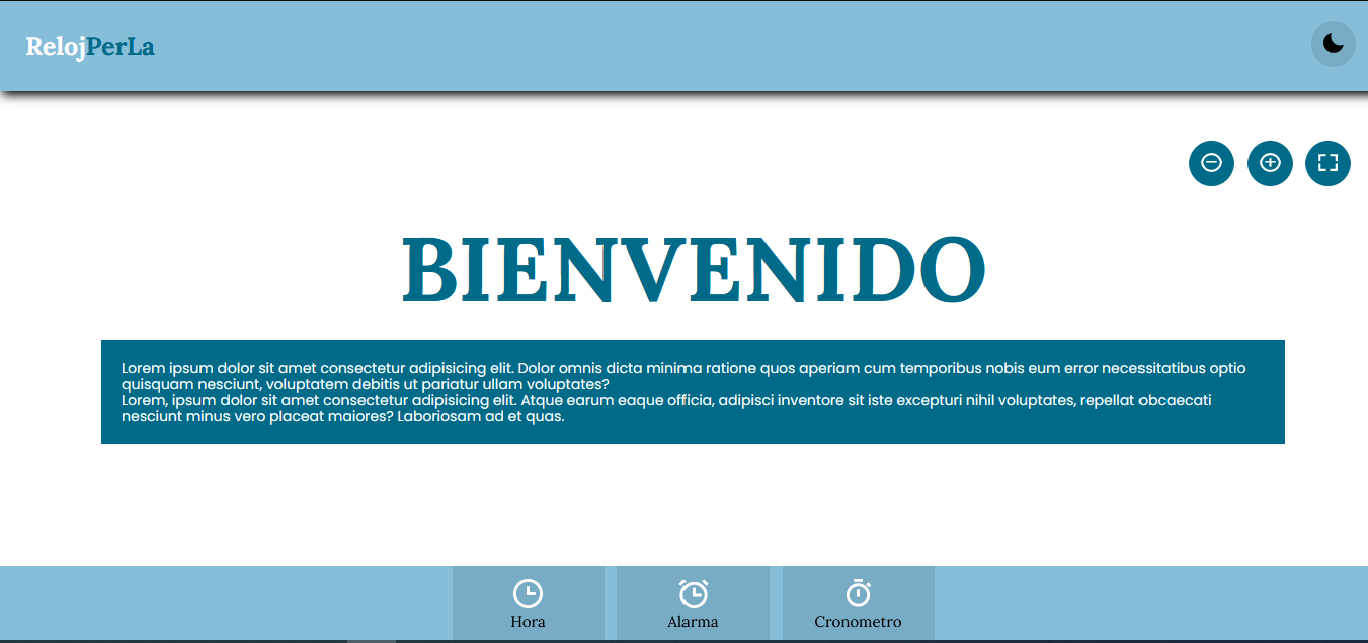 RelojPerLa
BIENVENIDO
Lorem ipsum dolor sit amet consectetur adipisicing elit. Dolor omnis dicta minima ratione quos aperiam cum temporibus nobis eum error necessitatibus optio
quisquam nesciunt, voluptatem debitis ut pariatur ullam voluptates?
Lorem, ipsum dolor sit amet consectetur adipisicing elit. Atque earum eaque officia, adipisci inventore sit iste excepturi nihil voluptates, repellat obcaecati
nesciunt minus vero placeat maiores? Laboriosam ad et quas.
Hora
Alarma
Cronometro